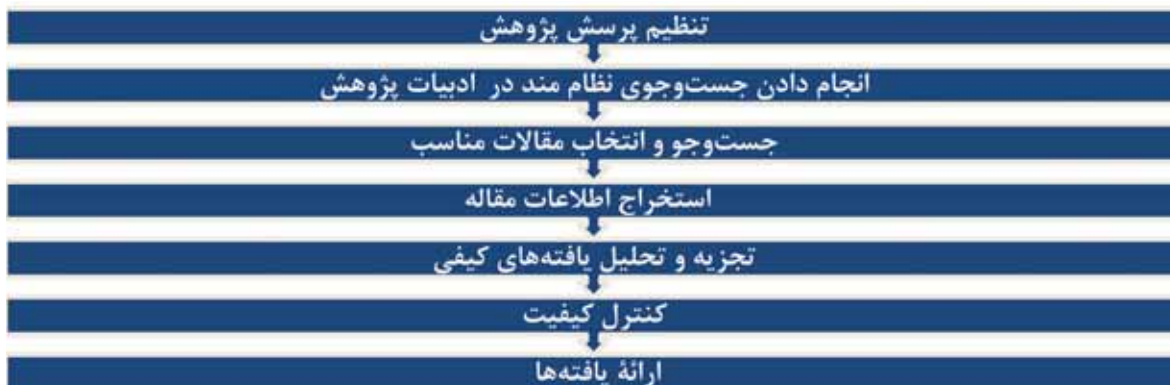 تنظیم پرسش پژوهش
انجام دادن جست‌وجوی نظام مند در ادبیات پژوهش
جست‌وجو و انتخاب مقالات مناسب
استخراج اطلاعات مقاله
تجزیه و تحلیل یافته‌های کیفی
کنترل کیفیت
ارائهٔ یافته‌ها